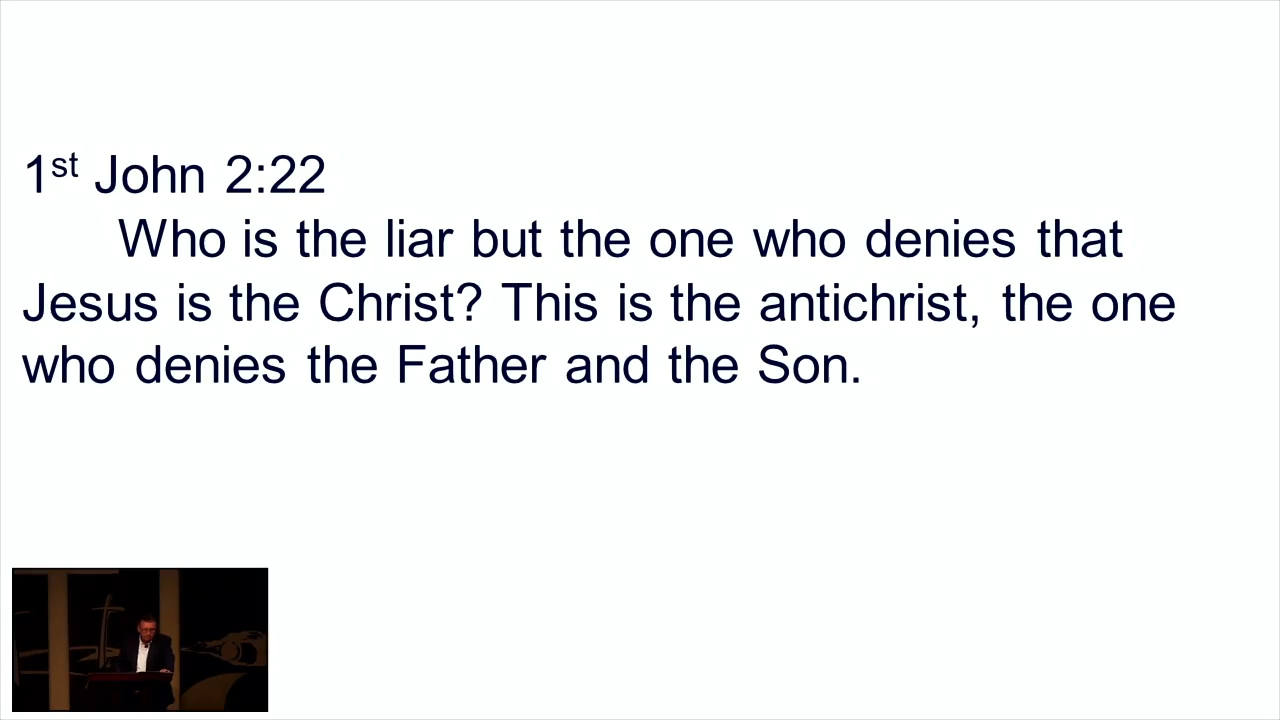 1st John 2:22
Who is the liar but the one who denies that
Jesus is the Christ? This is the antichrist, the one
who denies the Father and the Son.